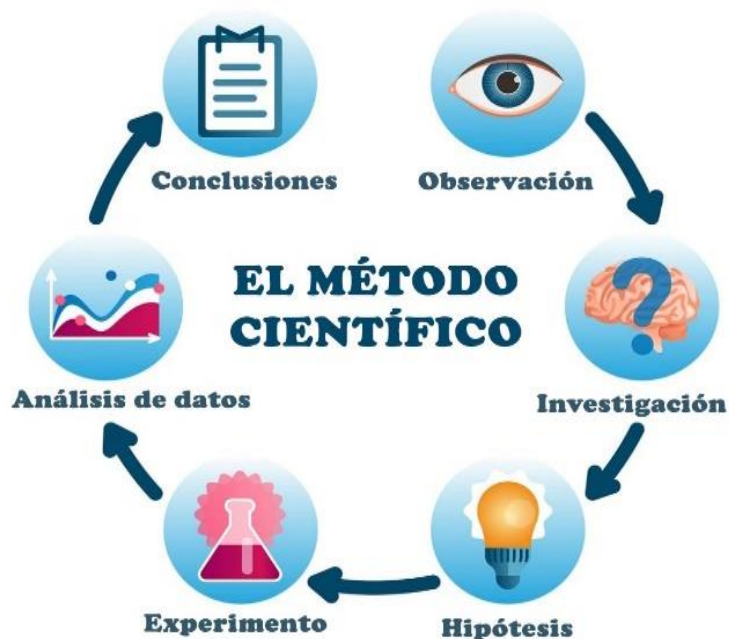 Conclusiones
Observación
EL MÉTODO
CIENTÍFICO
Análisis de datos
Investigación
Experimento
Hipótesis